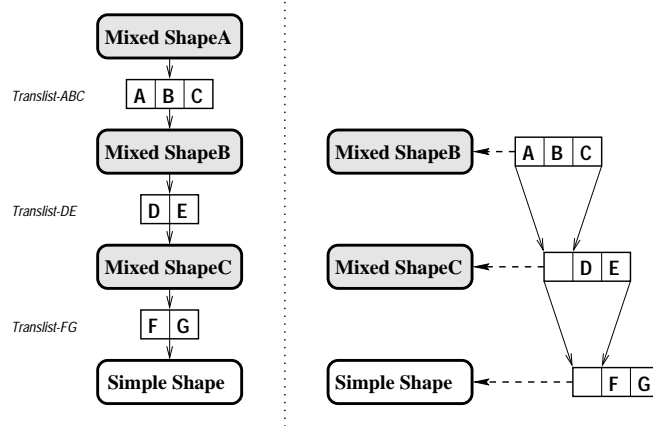 Mixed ShapeA
Translist-ABC
A B C
Mixed ShapeB
Translist-DE
D E
Mixed ShapeC
Translist-FG
F G
Simple Shape
Mixed ShapeB
A B C
Mixed ShapeC
D E
Simple Shape
F G